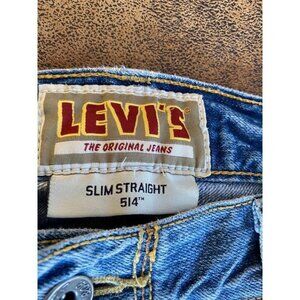 LEVI'S
THE ORIGINAL JEANS
SLIM STRAIGHT
514™